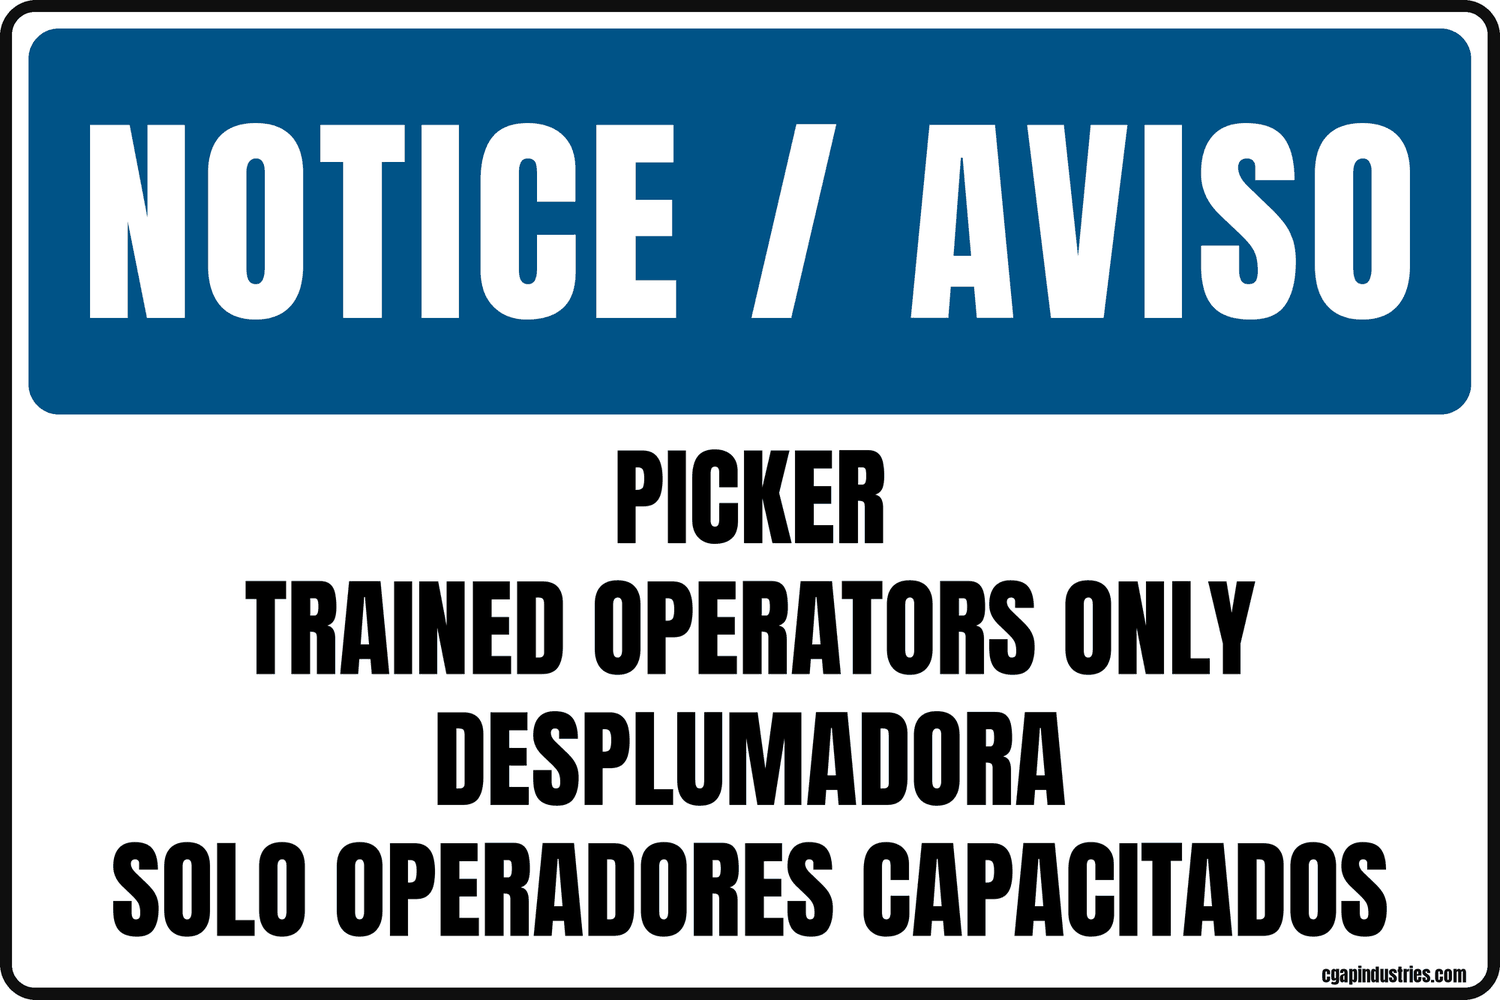 NOTICE / AVISO
PICKER
TRAINED OPERATORS ONLY
DESPLUMADORA
SOLO OPERADORES CAPACITADOS
cgapindustries.com